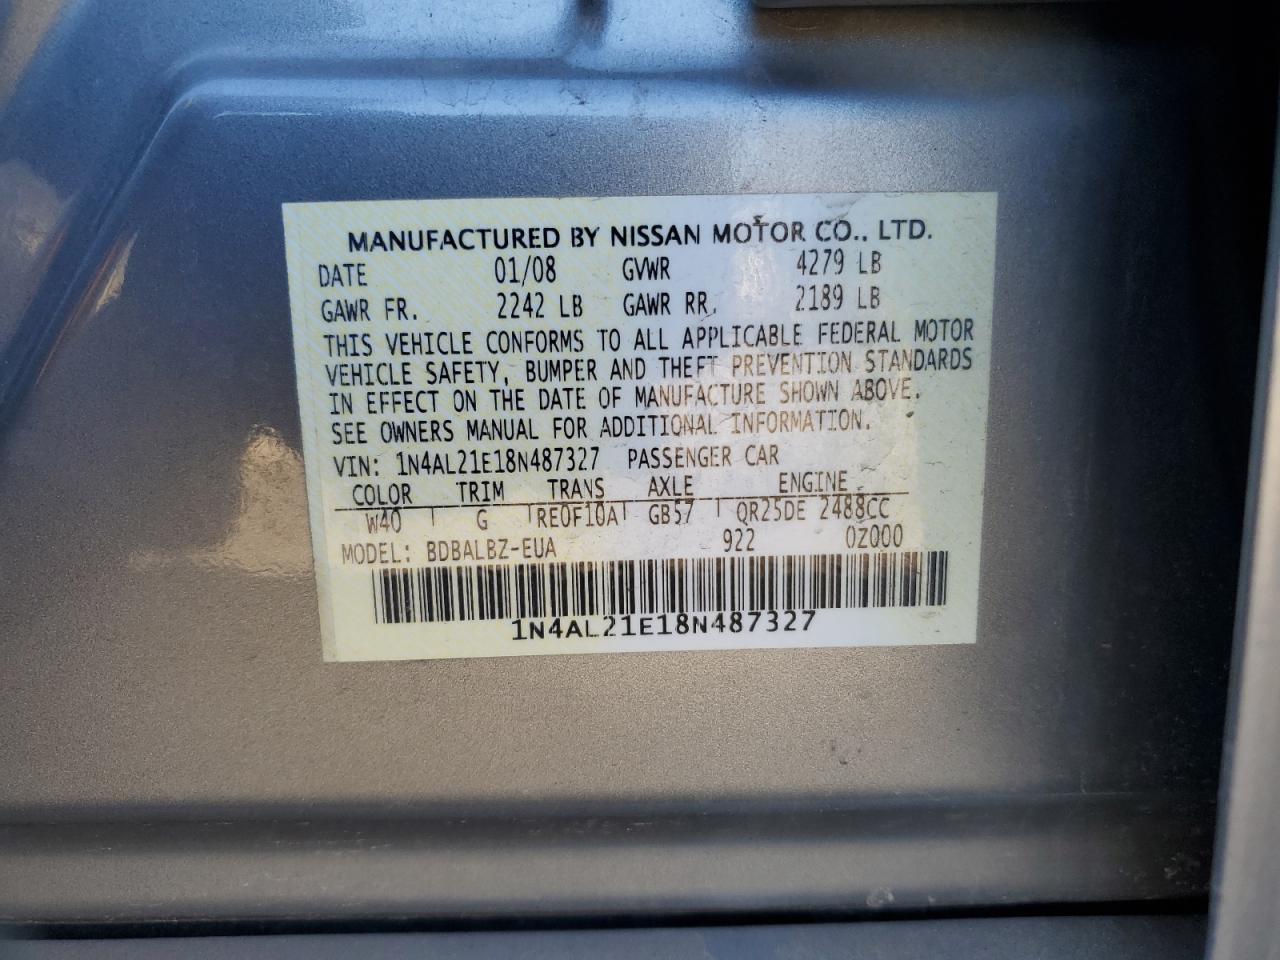 MANUFACTURED BY NISSAN MOTOR CO., LTD.
DATE 01/08 GVWR 4279 LB
GAWR FR. 2242 LB GAWR RR. 2189 LB
THIS VEHICLE CONFORMS TO ALL APPLICABLE FEDERAL MOTOR
VEHICLE SAFETY, BUMPER AND THEFT PREVENTION STANDARDS
IN EFFECT ON THE DATE OF MANUFACTURE SHOWN ABOVE.
SEE OWNERS MANUAL FOR ADDITIONAL INFORMATION.
VIN: 1N4AL21E18N487327 PASSENGER CAR
COLOR TRIM TRANS AXLE ENGINE
W40 G RE0F10A GB57 QR25DE 2488CC
MODEL: BDBALBZ-EUA 922 0Z000
1N4AL21E18N487327